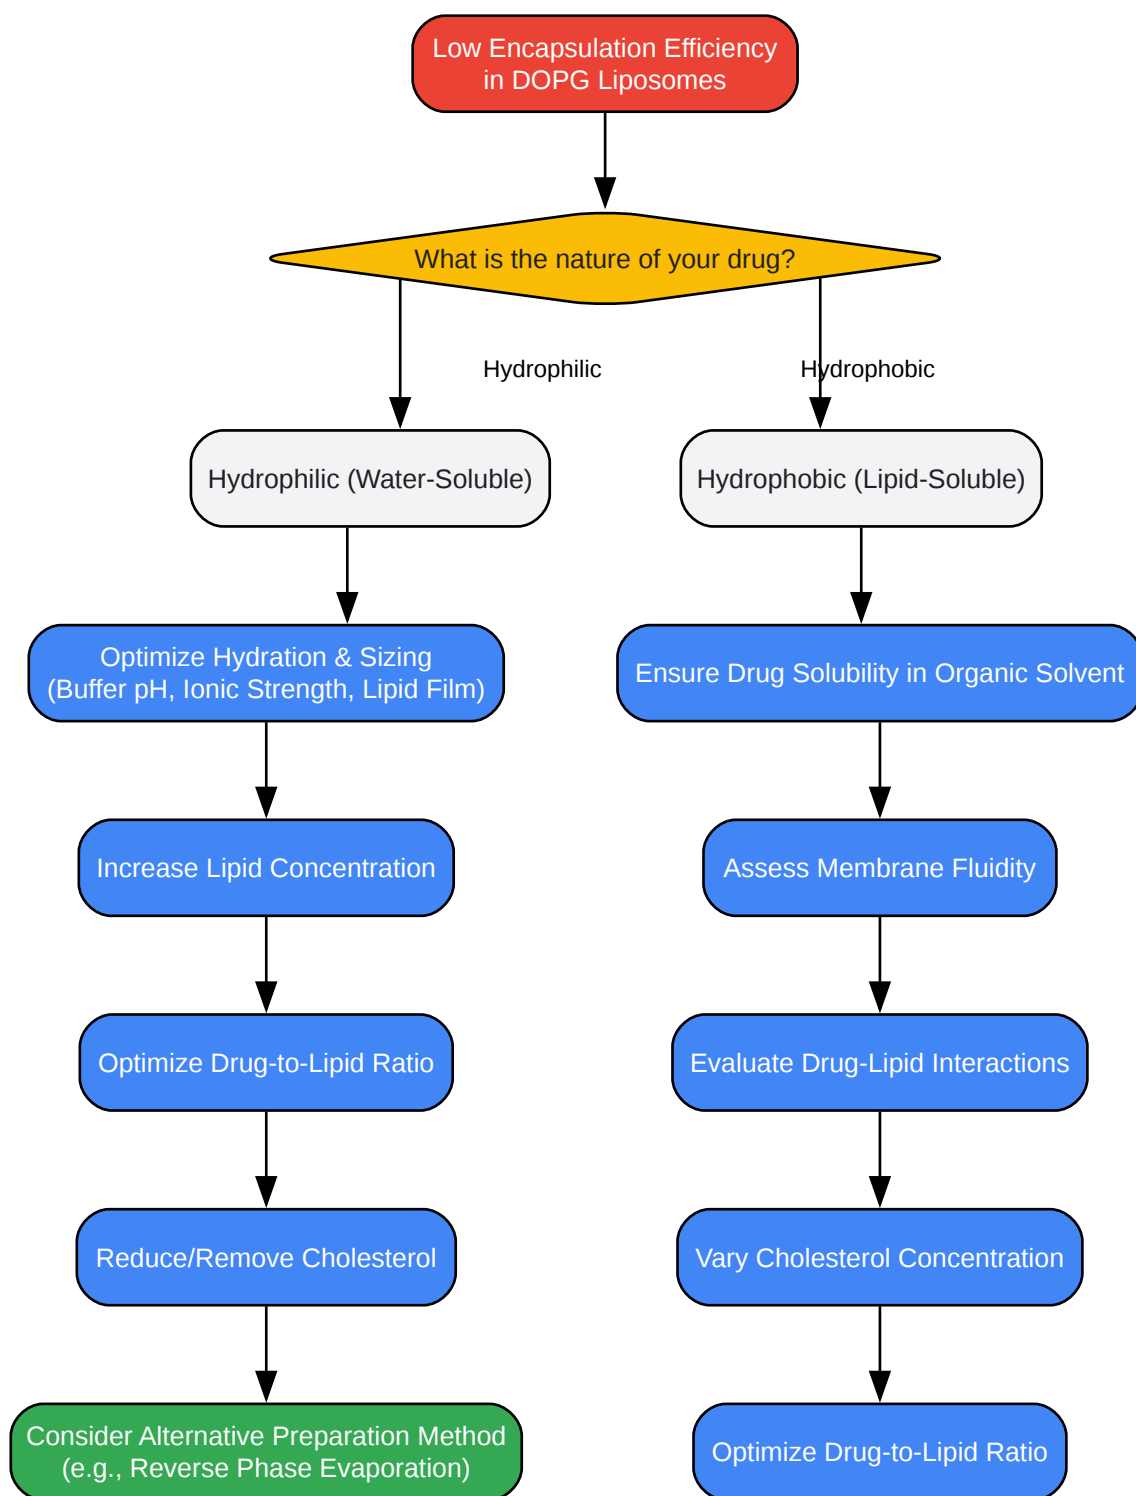 Low Encapsulation Efficiency
in DOPG Liposomes
What is the nature of your drug?
Hydrophilic
Hydrophobic
Hydrophilic (Water-Soluble)
Hydrophobic (Lipid-Soluble)
Optimize Hydration & Sizing
(Buffer pH, Ionic Strength, Lipid Film)
Ensure Drug Solubility in Organic Solvent
Increase Lipid Concentration
Assess Membrane Fluidity
Optimize Drug-to-Lipid Ratio
Evaluate Drug-Lipid Interactions
Reduce/Remove Cholesterol
Vary Cholesterol Concentration
Consider Alternative Preparation Method
(e.g., Reverse Phase Evaporation)
Optimize Drug-to-Lipid Ratio